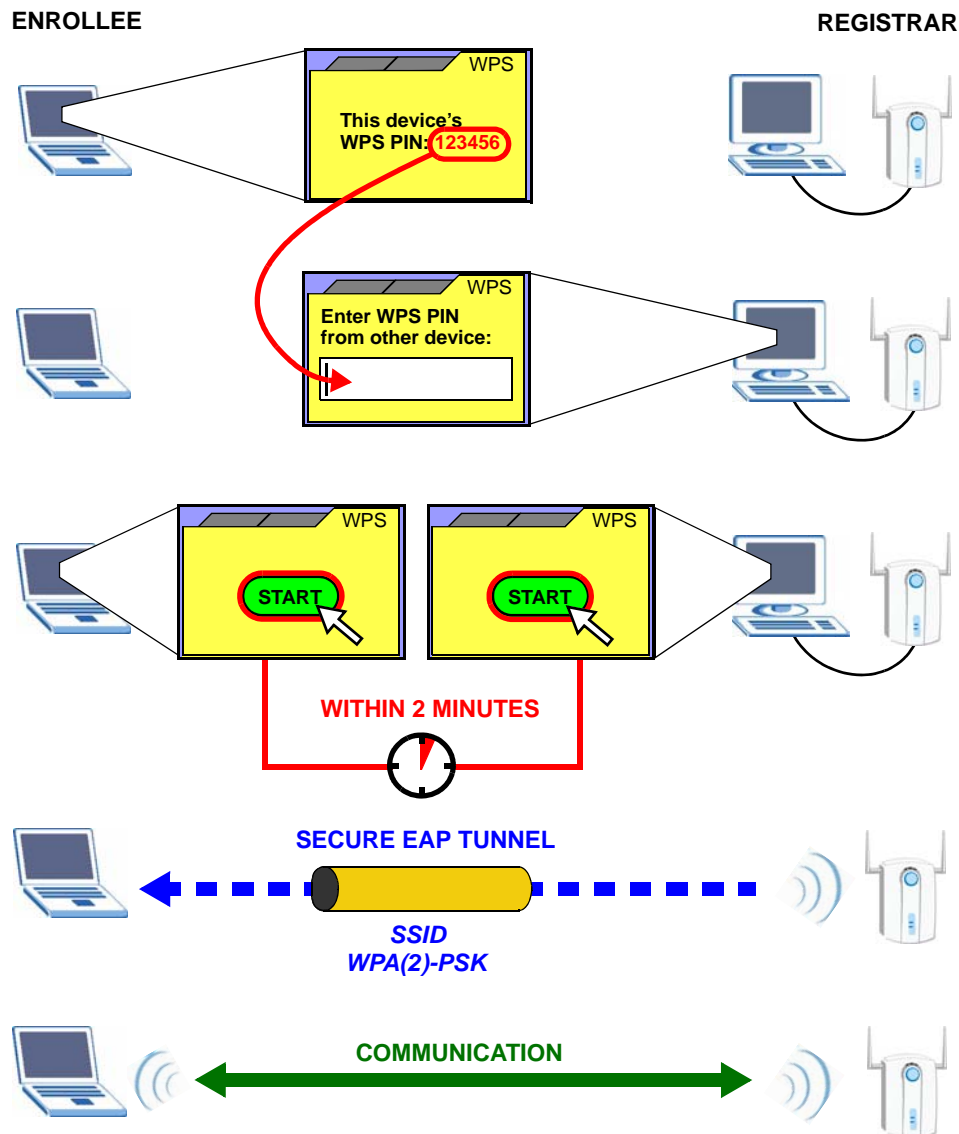 ENROLLEE
REGISTRAR
WPS
This device's
WPS PIN: 123456
WPS
Enter WPS PIN
from other device:
WPS
START
WPS
START
WITHIN 2 MINUTES
SECURE EAP TUNNEL
SSID
WPA(2)-PSK
COMMUNICATION